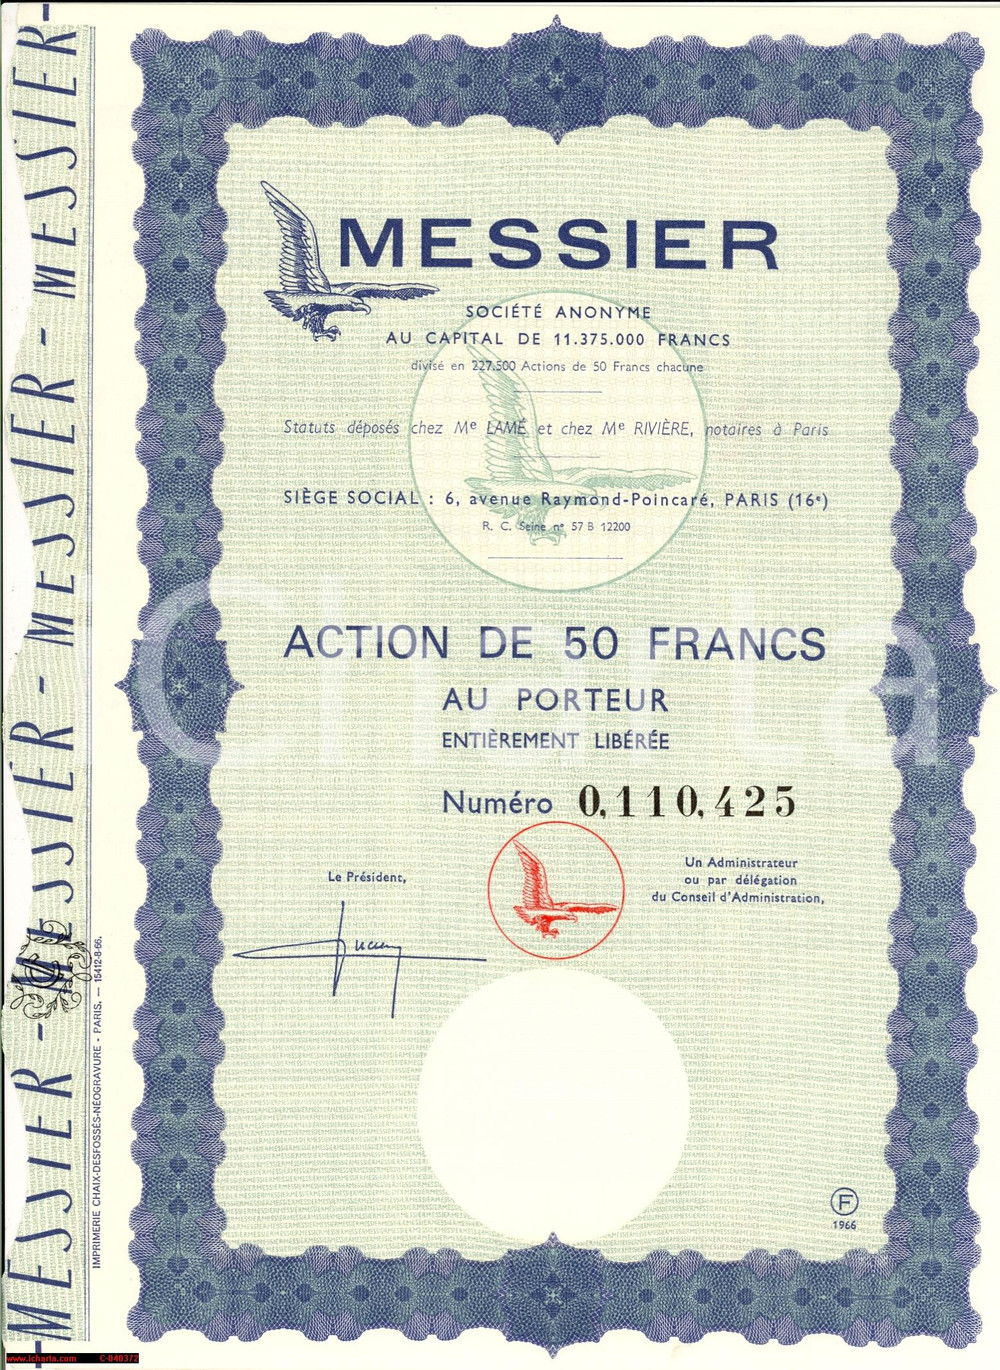 MESSIER - MESSIER - MESSIER - MESSIER -
MESSIER
SOCIÉTÉ ANONYME
AU CAPITAL DE 11.375.000 FRANCS
divisé en 227.500 Actions de 50 Francs chacune
Statuts déposés chez Me LAMÉ et chez Me RIVIÈRE, notaires à Paris
SIÈGE SOCIAL : 6, avenue Raymond-Poincaré, PARIS (16e)
R. C. Seine n° 57 B 12200
ACTION DE 50 FRANCS
AU PORTEUR
ENTIÈREMENT LIBÉRÉE
Numéro 0,110,425
Le Président,
Un Administrateur
ou par délégation
du Conseil d'Administration,
F
1966
IMPRIMERIE CHAIX-DESFOSSÉS-NÉOGRAVURE - PARIS. — 15412-8-66.
Charta
www.icharta.com C-040372